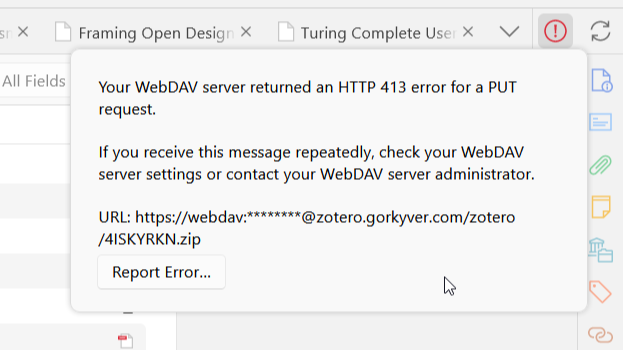 Framing Open Design
Turing Complete User
All Fields
Your WebDAV server returned an HTTP 413 error for a PUT
request.
If you receive this message repeatedly, check your WebDAV
server settings or contact your WebDAV server administrator.
URL: https://webdav:********@zotero.gorkyver.com/zotero
/4ISKYRKN.zip
Report Error...